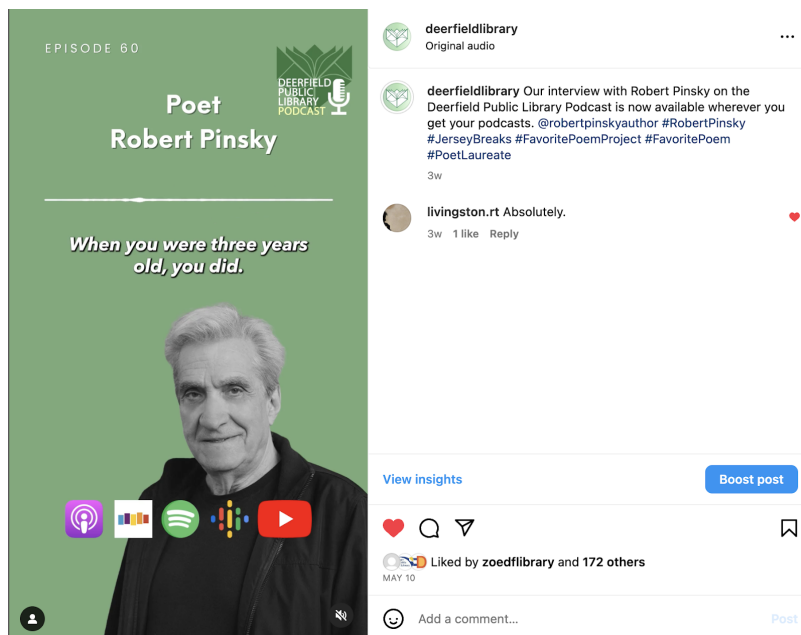 EPISODE 60
DEERFIELD
PUBLIC
LIBRARY
PODCAST
Poet
Robert Pinsky
When you were three years
old, you did.
deerfieldlibrary
Original audio
deerfieldlibrary Our interview with Robert Pinsky on the
Deerfield Public Library Podcast is now available wherever you
get your podcasts. @robertpinskyauthor #RobertPinsky
#JerseyBreaks #FavoritePoemProject #FavoritePoem
#PoetLaureate
3w
livingston.rt Absolutely.
3w 1 like Reply
View insights
Boost post
Liked by zoedflibrary and 172 others
MAY 10
Add a comment...
Post